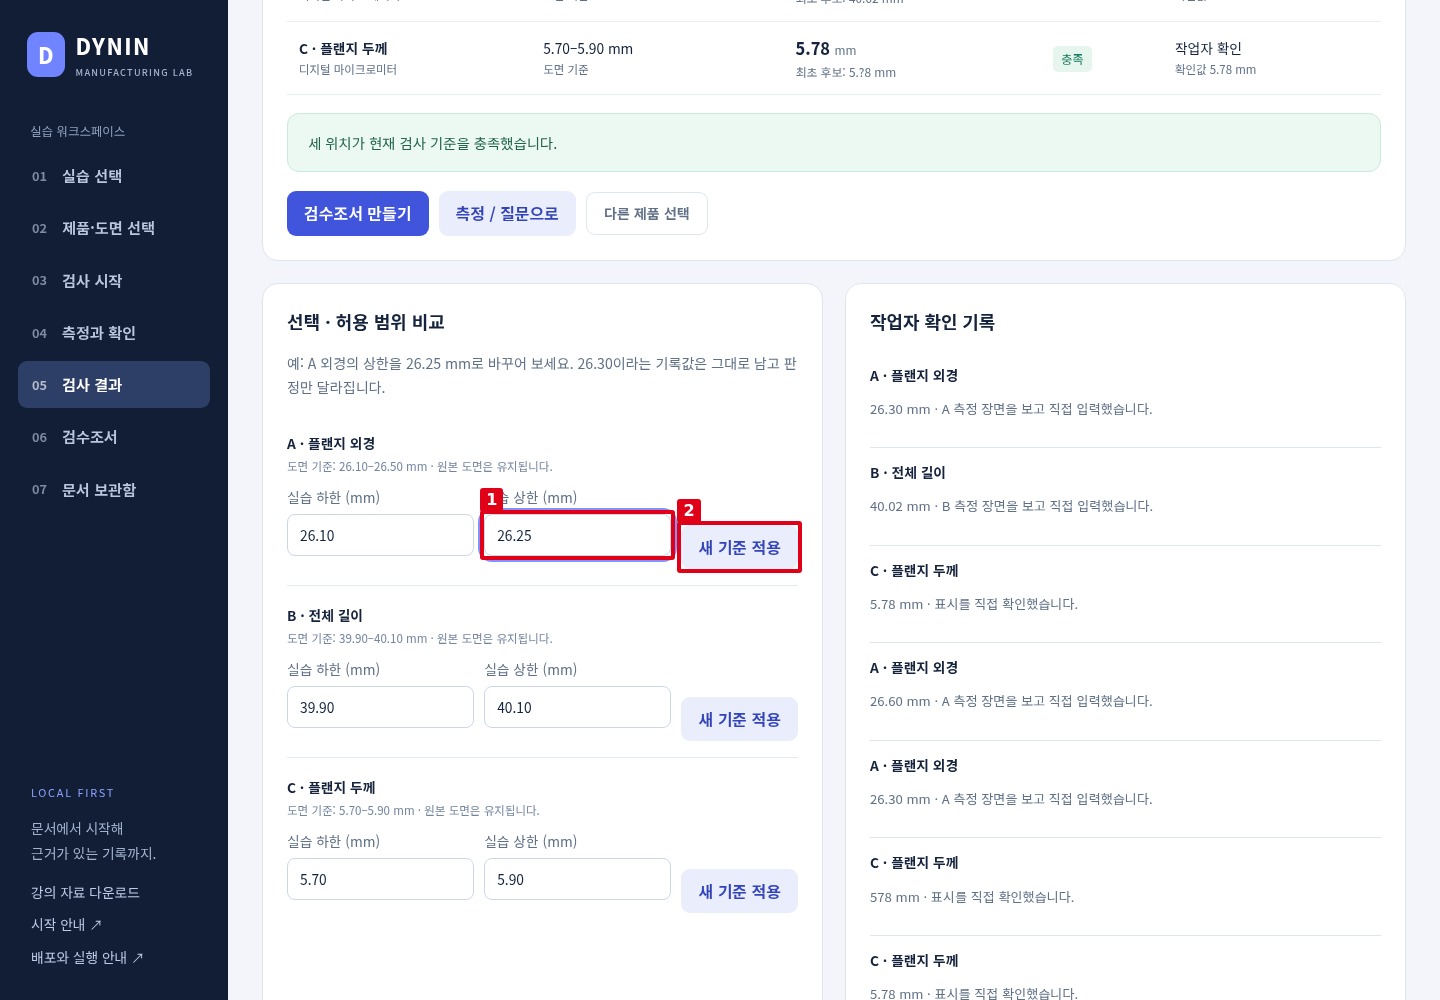 D DYNIN
MANUFACTURING LAB
실습 워크스페이스
01 실습 선택
02 제품·도면 선택
03 검사 시작
04 측정과 확인
05 검사 결과
06 검수조서
07 문서 보관함
LOCAL FIRST
문서에서 시작해
근거가 있는 기록까지.
강의 자료 다운로드
시작 안내 ↗
배포와 실행 안내 ↗
C · 플랜지 두께 5.70–5.90 mm 5.78 mm 충족 작업자 확인
디지털 마이크로미터 도면 기준 최초 후보: 5.?8 mm 확인값 5.78 mm
세 위치가 현재 검사 기준을 충족했습니다.
검수조서 만들기 측정 / 질문으로 다른 제품 선택
선택 · 허용 범위 비교
예: A 외경의 상한을 26.25 mm로 바꾸어 보세요. 26.30이라는 기록값은 그대로 남고 판
정만 달라집니다.
A · 플랜지 외경
도면 기준: 26.10–26.50 mm · 원본 도면은 유지됩니다.
실습 하한 (mm) 상한 (mm)
1 2
26.10 26.25 새 기준 적용
B · 전체 길이
도면 기준: 39.90–40.10 mm · 원본 도면은 유지됩니다.
실습 하한 (mm) 실습 상한 (mm)
39.90 40.10 새 기준 적용
C · 플랜지 두께
도면 기준: 5.70–5.90 mm · 원본 도면은 유지됩니다.
실습 하한 (mm) 실습 상한 (mm)
5.70 5.90 새 기준 적용
작업자 확인 기록
A · 플랜지 외경
26.30 mm · A 측정 장면을 보고 직접 입력했습니다.
B · 전체 길이
40.02 mm · B 측정 장면을 보고 직접 입력했습니다.
C · 플랜지 두께
5.78 mm · 표시를 직접 확인했습니다.
A · 플랜지 외경
26.60 mm · A 측정 장면을 보고 직접 입력했습니다.
A · 플랜지 외경
26.30 mm · A 측정 장면을 보고 직접 입력했습니다.
C · 플랜지 두께
578 mm · 표시를 직접 확인했습니다.
C · 플랜지 두께
5.78 mm · 표시를 직접 확인했습니다.